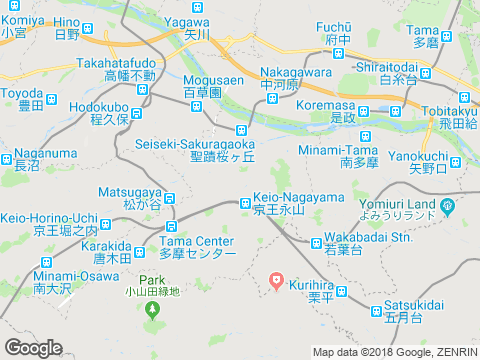 Komiya
小宮
Hino
日野
Yagawa
矢川
Fuchū
府中
Tama
多磨
Takahatafudo
高幡不動
Mogusaen
百草園
Nakagawara
中河原
Shiraitodai
白糸台
Toyoda
豊田
Hodokubo
程久保
Koremasa
是政
Tobitakyu
飛田給
Seiseki-Sakuragaoka
聖蹟桜ヶ丘
Minami-Tama
南多摩
Naganuma
長沼
Yanokuchi
矢野口
Matsugaya
松が谷
Keio-Nagayama
京王永山
Yomiuri Land
よみうりランド
Keio-Horino-Uchi
京王堀之内
Karakida
唐木田
Tama Center
多摩センター
Wakabadai Stn.
若葉台
Minami-Osawa
南大沢
Park
小山田緑地
Kurihira
栗平
Satsukidai
五月台
Google
Google
Map data ©2018 Google, ZENRIN